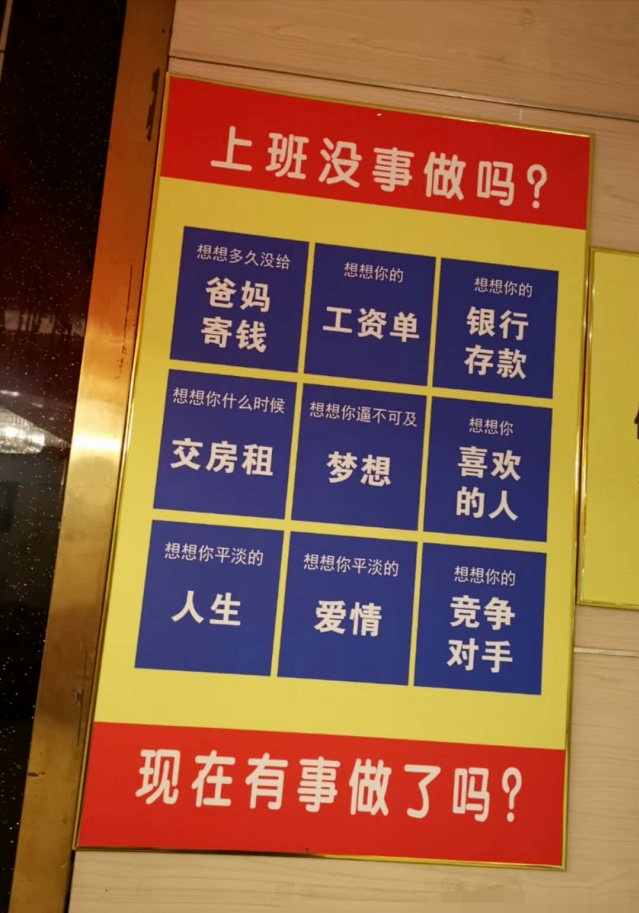 上班没事做吗?
想想多久没给
爸妈
寄钱
想想你的
工资单
想想你的
银行
存款
想想你什么时候
交房租
想想你逼不可及
梦想
想想你
喜欢
的人
想想你平淡的
人生
想想你平淡的
爱情
想想你的
竞争
对手
现在有事做了吗?